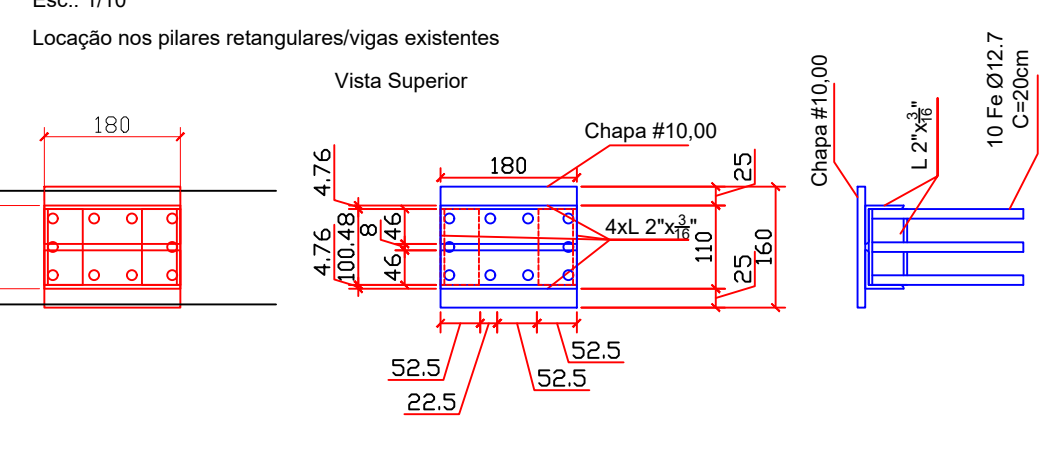 Esc.: 1/10
Locação nos pilares retangulares/vigas existentes
Vista Superior
180
Chapa #10,00
180
25
4xL 2"x3/16"
110
160
25
4,76
46
8
100,48
4,76
46
52.5
22.5
52.5
52.5
Chapa #10,00
L 2"x3/16"
10 Fe Ø12.7
C=20cm